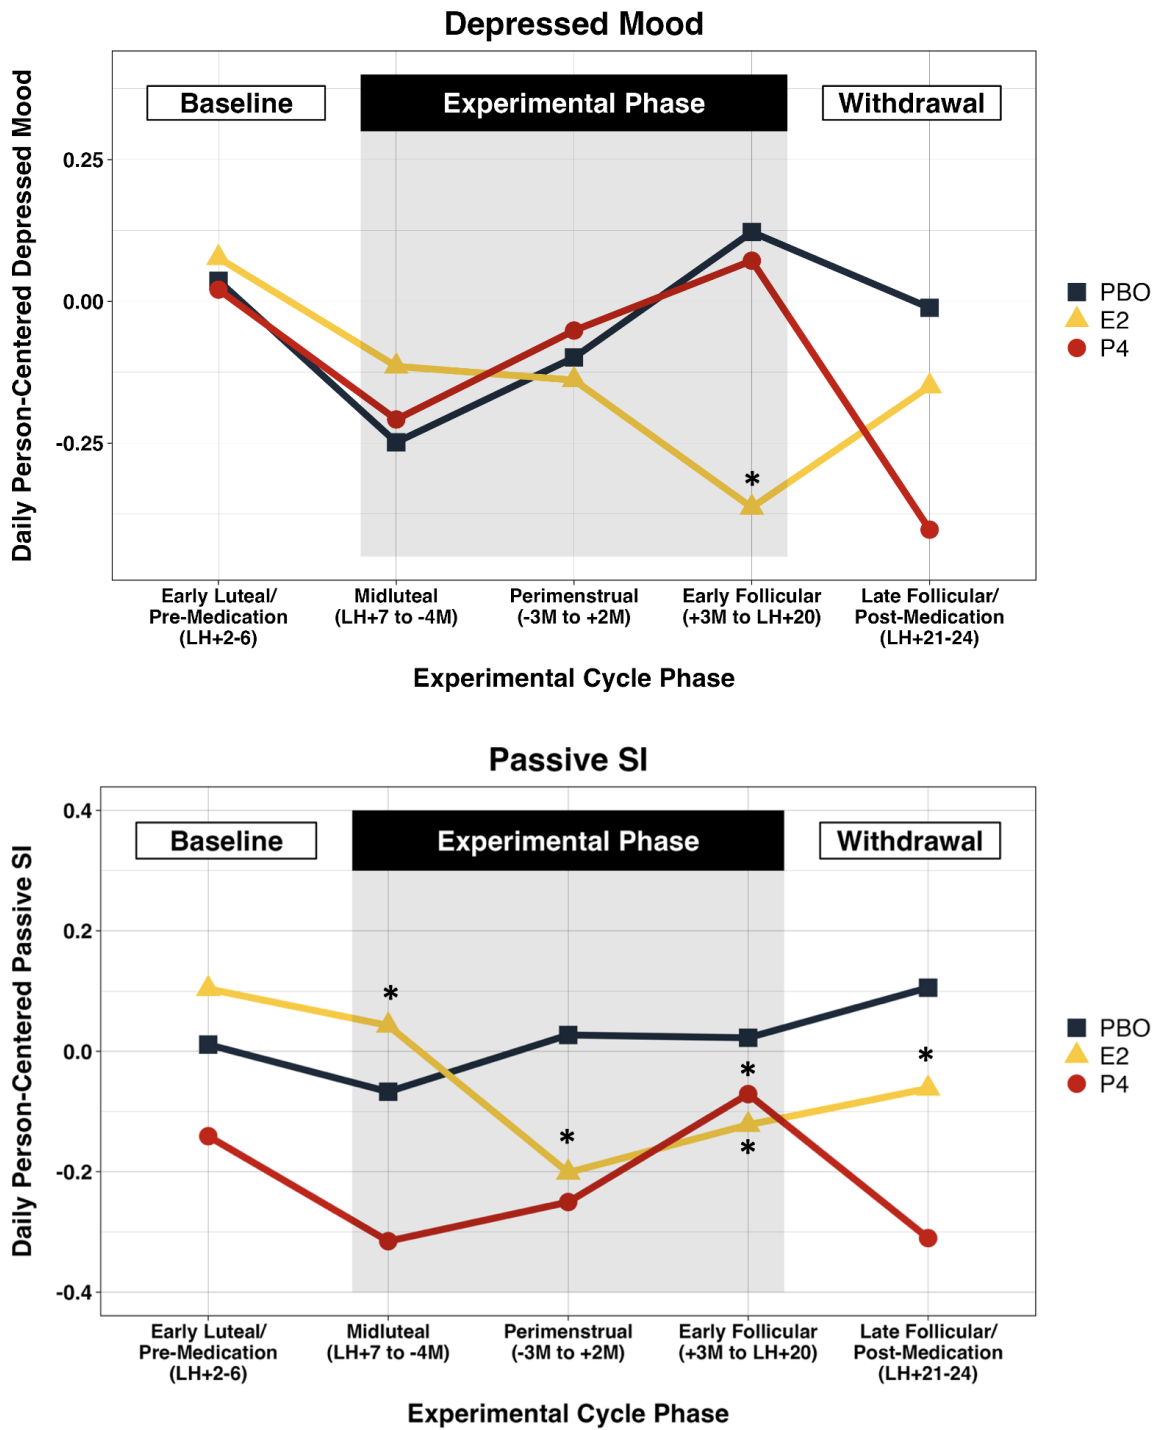 Depressed Mood
Daily Person-Centered Depressed Mood
Baseline
Experimental Phase
Withdrawal
0.25
0.00
-0.25
*
PBO
E2
P4
Early Luteal/
Pre-Medication
(LH+2-6)
Midluteal
(LH+7 to -4M)
Perimenstrual
(-3M to +2M)
Early Follicular
(+3M to LH+20)
Late Follicular/
Post-Medication
(LH+21-24)
Experimental Cycle Phase
Passive SI
Daily Person-Centered Passive SI
Baseline
Experimental Phase
Withdrawal
0.4
0.2
0.0
-0.2
-0.4
*
*
*
*
*
PBO
E2
P4
Early Luteal/
Pre-Medication
(LH+2-6)
Midluteal
(LH+7 to -4M)
Perimenstrual
(-3M to +2M)
Early Follicular
(+3M to LH+20)
Late Follicular/
Post-Medication
(LH+21-24)
Experimental Cycle Phase